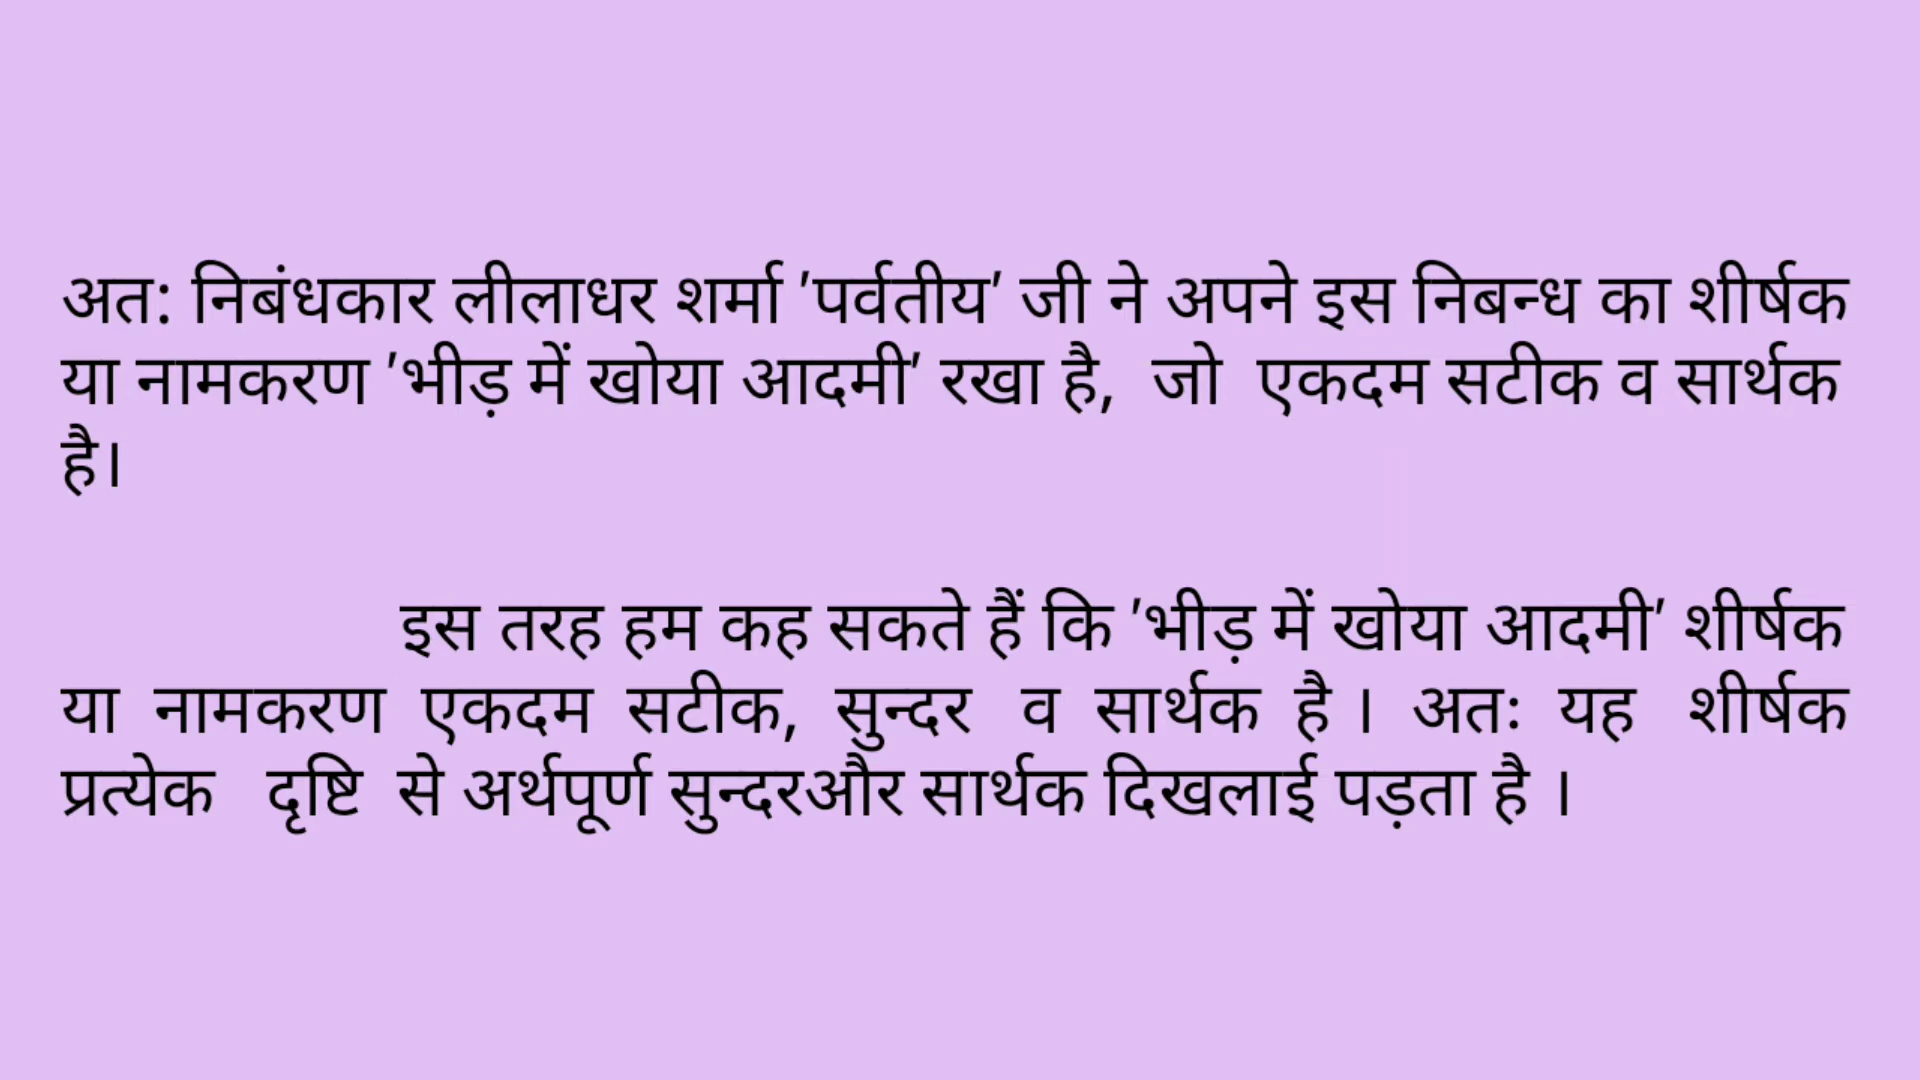 अत: निबंधकार लीलाधर शर्मा 'पर्वतीय' जी ने अपने इस निबन्ध का शीर्षक
या नामकरण 'भीड़ में खोया आदमी' रखा है, जो एकदम सटीक व सार्थक
है।
इस तरह हम कह सकते हैं कि 'भीड़ में खोया आदमी' शीर्षक
या नामकरण एकदम सटीक, सुन्दर व सार्थक है । अतः यह शीर्षक
प्रत्येक दृष्टि से अर्थपूर्ण सुन्दरऔर सार्थक दिखलाई पड़ता है ।